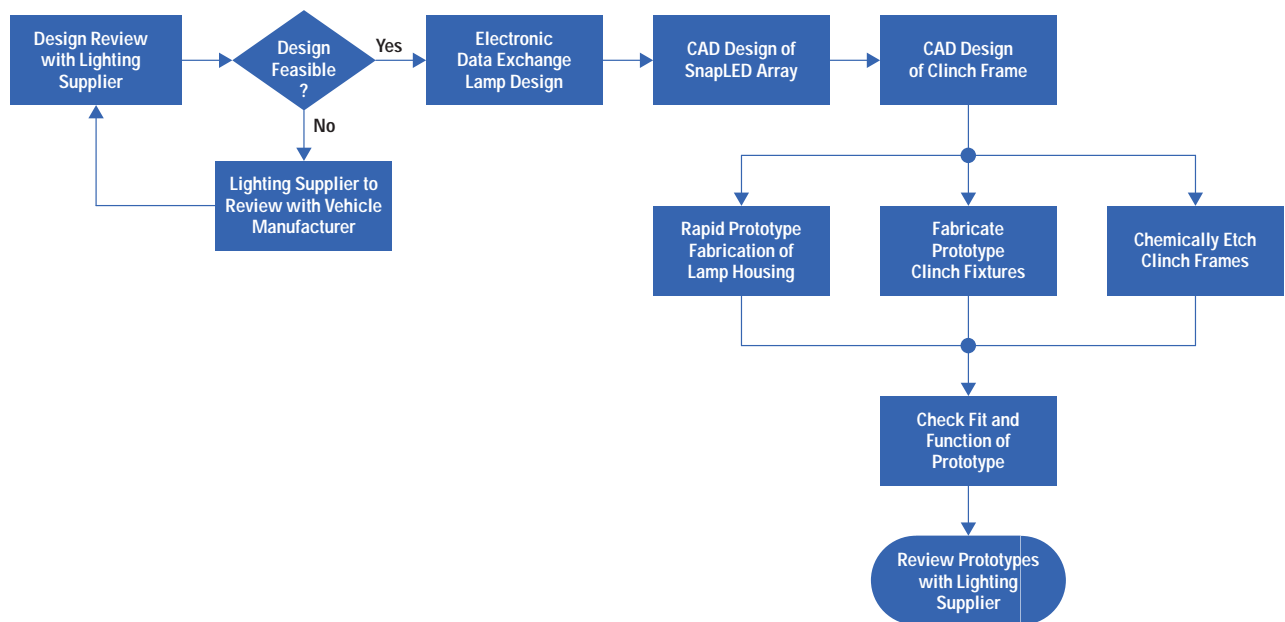 Design Review
with Lighting
Supplier
Design
Feasible
?
Yes
No
Lighting Supplier to
Review with Vehicle
Manufacturer
Electronic
Data Exchange
Lamp Design
CAD Design of
SnapLED Array
CAD Design
of Clinch Frame
Rapid Prototype
Fabrication of
Lamp Housing
Fabricate
Prototype
Clinch Fixtures
Chemically Etch
Clinch Frames
Check Fit and
Function of
Prototype
Review Prototypes
with Lighting
Supplier